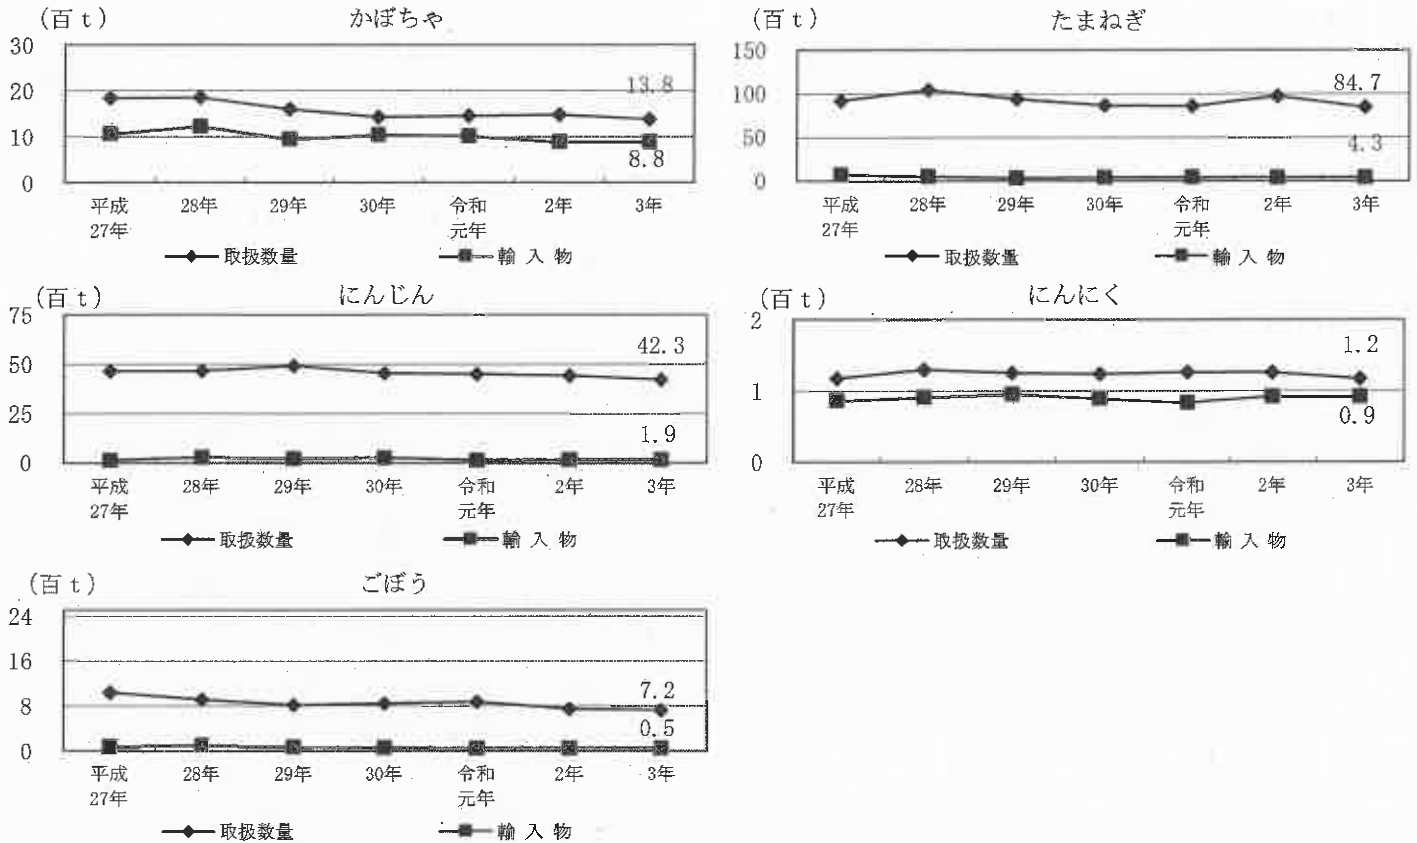 (百t)
かぼちゃ
30
20
10
0
13.8
8.8
平成 28年 29年 30年 令和 2年 3年
27年 元年
取扱数量 輸入物
(百t)
たまねぎ
150
100
50
0
84.7
4.3
平成 28年 29年 30年 令和 2年 3年
27年 元年
取扱数量 輸入物
(百t)
にんじん
75
50
25
0
42.3
1.9
平成 28年 29年 30年 令和 2年 3年
27年 元年
取扱数量 輸入物
(百t)
にんにく
2
1
0
1.2
0.9
平成 28年 29年 30年 令和 2年 3年
27年 元年
取扱数量 輸入物
(百t)
ごぼう
24
16
8
0
7.2
0.5
平成 28年 29年 30年 令和 2年 3年
27年 元年
取扱数量 輸入物